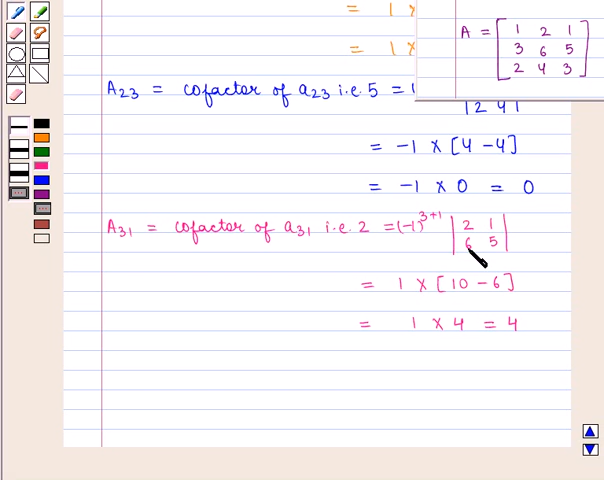 = 1 ×
= 1 ×
A = [ 1 2 1
3 6 5
2 4 3 ]
A₂₃ = cofactor of a₂₃ i.e. 5 =
|2 4|
= -1 × [4 - 4]
= -1 × 0 = 0
A₃₁ = cofactor of a₃₁ i.e. 2 = (-1)³⁺¹ | 2 1 |
| 6 5 |
= 1 × [10 - 6]
= 1 × 4 = 4